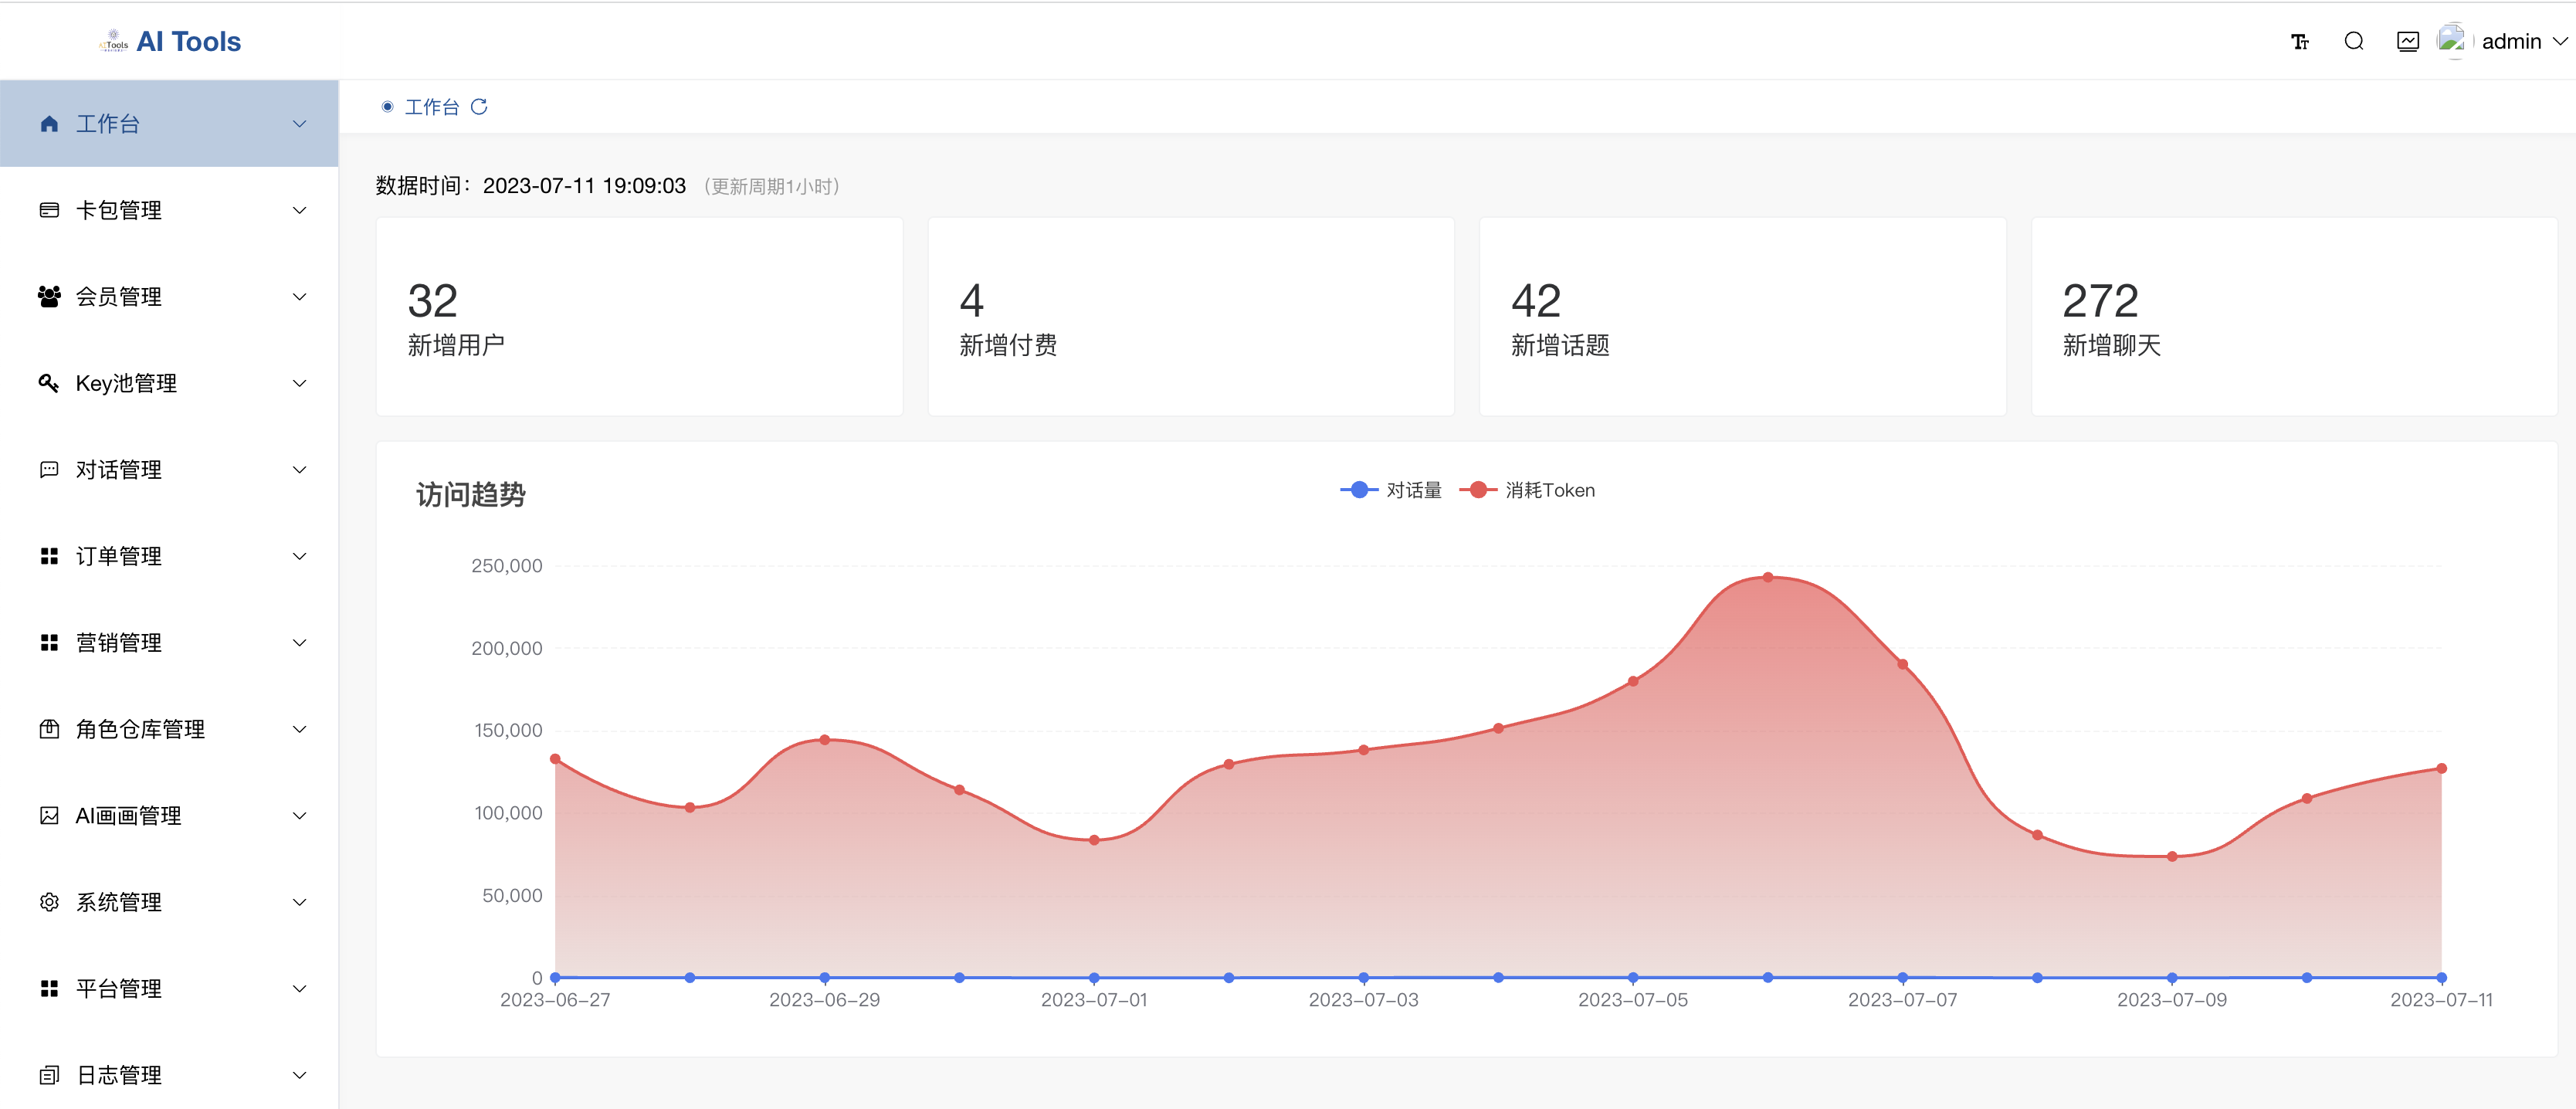 AITools AI Tools
admin
工作台
卡包管理
会员管理
Key池管理
对话管理
订单管理
营销管理
角色仓库管理
AI画画管理
系统管理
平台管理
日志管理
工作台
数据时间：2023-07-11 19:09:03 （更新周期1小时）
32
新增用户
4
新增付费
42
新增话题
272
新增聊天
访问趋势
对话量 消耗Token
250,000
200,000
150,000
100,000
50,000
0
2023-06-27 2023-06-29 2023-07-01 2023-07-03 2023-07-05 2023-07-07 2023-07-09 2023-07-11